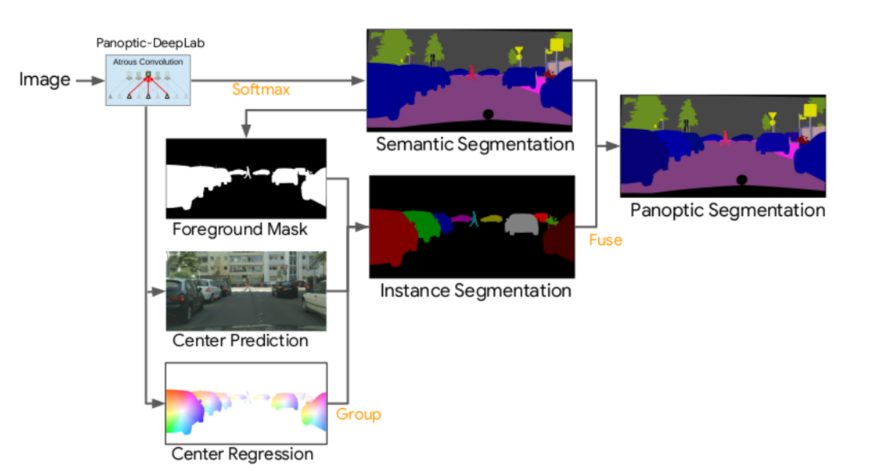 Panoptic-DeepLab
Atrous Convolution
Image
Softmax
Semantic Segmentation
Foreground Mask
Panoptic Segmentation
Fuse
Instance Segmentation
Center Prediction
Group
Center Regression